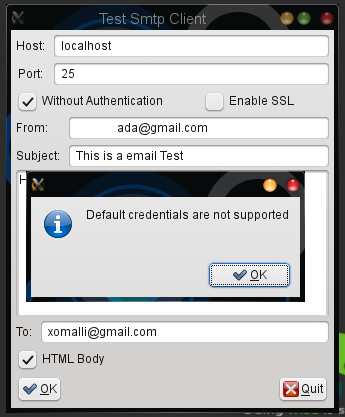 Test Smtp Client
Host: localhost
Port: 25
Without Authentication Enable SSL
From: ada@gmail.com
Subject: This is a email Test
H
Default credentials are not supported
OK
To: xomalli@gmail.com
HTML Body
OK Quit